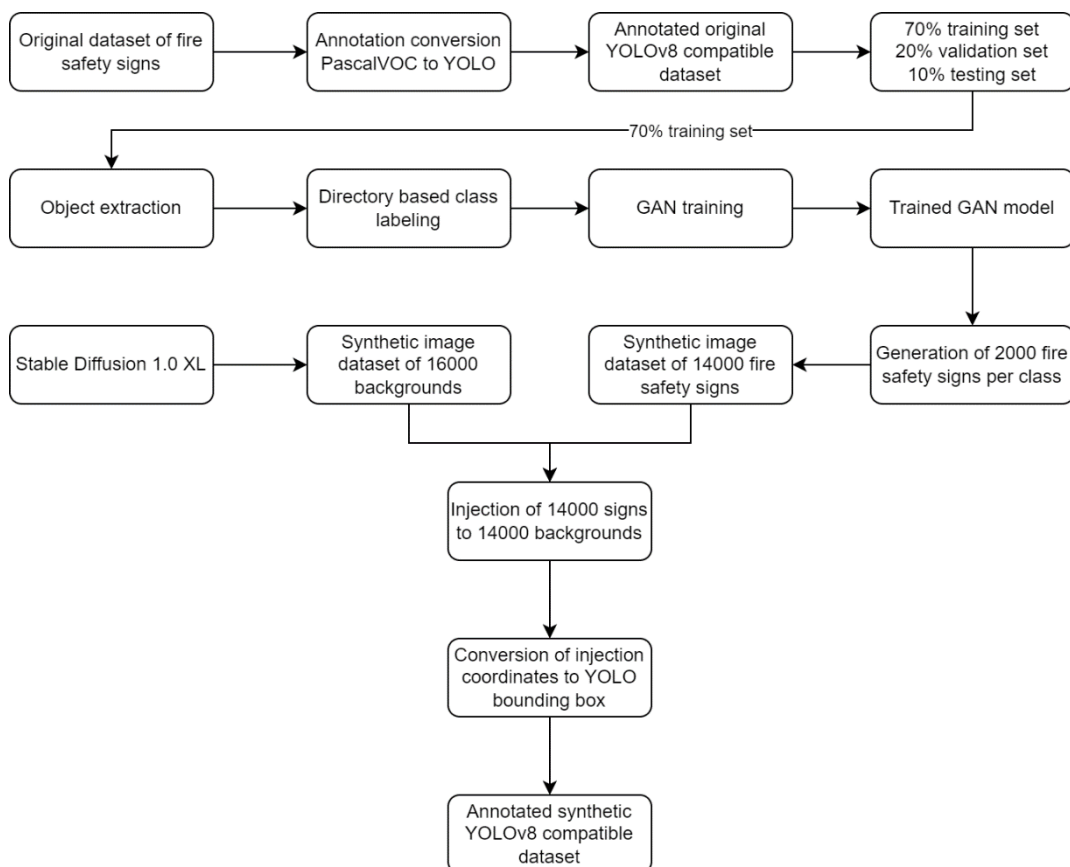 Original dataset of fire
safety signs
Annotation conversion
PascalVOC to YOLO
Annotated original
YOLOv8 compatible
dataset
70% training set
20% validation set
10% testing set
70% training set
Object extraction
Directory based class
labeling
GAN training
Trained GAN model
Stable Diffusion 1.0 XL
Synthetic image
dataset of 16000
backgrounds
Synthetic image
dataset of 14000 fire
safety signs
Generation of 2000 fire
safety signs per class
Injection of 14000 signs
to 14000 backgrounds
Conversion of injection
coordinates to YOLO
bounding box
Annotated synthetic
YOLOv8 compatible
dataset